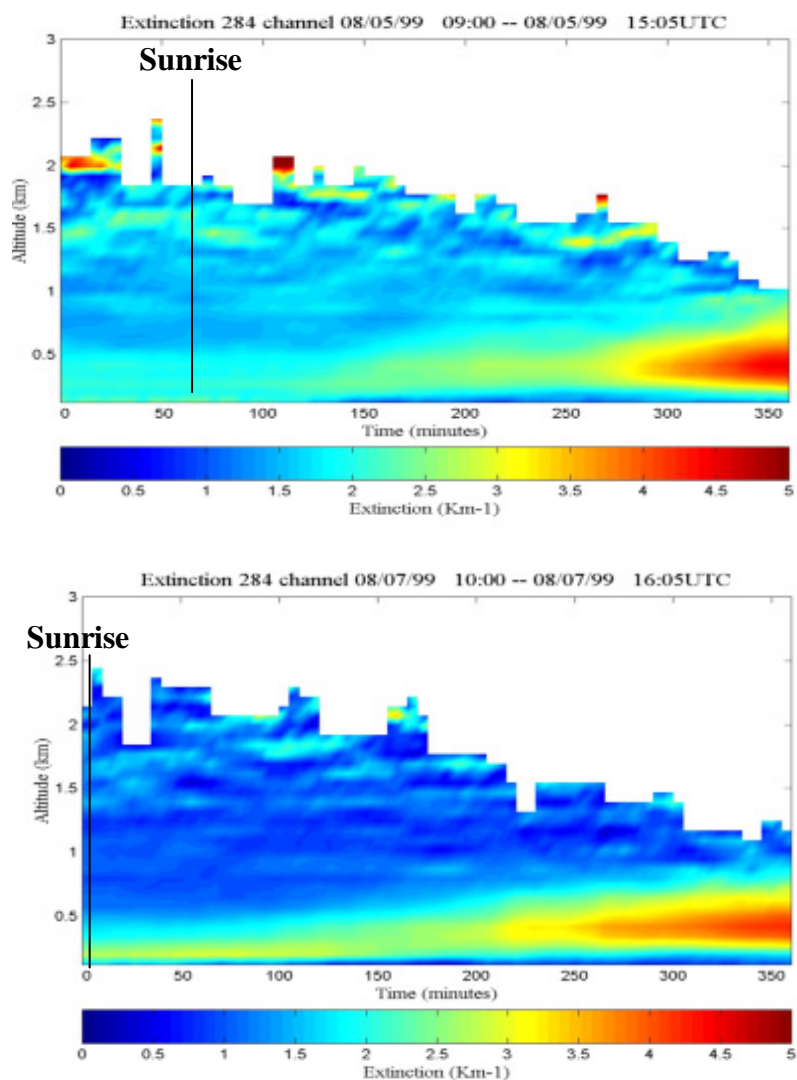 Extinction 284 channel 08/05/99 09:00 -- 08/05/99 15:05UTC
3
Sunrise
2.5
2
Altitude (km)
1.5
1
0.5
0 50 100 150 200 250 300 350
Time (minutes)
0 0.5 1 1.5 2 2.5 3 3.5 4 4.5 5
Extinction (Km-1)
Extinction 284 channel 08/07/99 10:00 -- 08/07/99 16:05UTC
3
Sunrise
2.5
2
Altitude (km)
1.5
1
0.5
0 50 100 150 200 250 300 350
Time (minutes)
0 0.5 1 1.5 2 2.5 3 3.5 4 4.5 5
Extinction (Km-1)